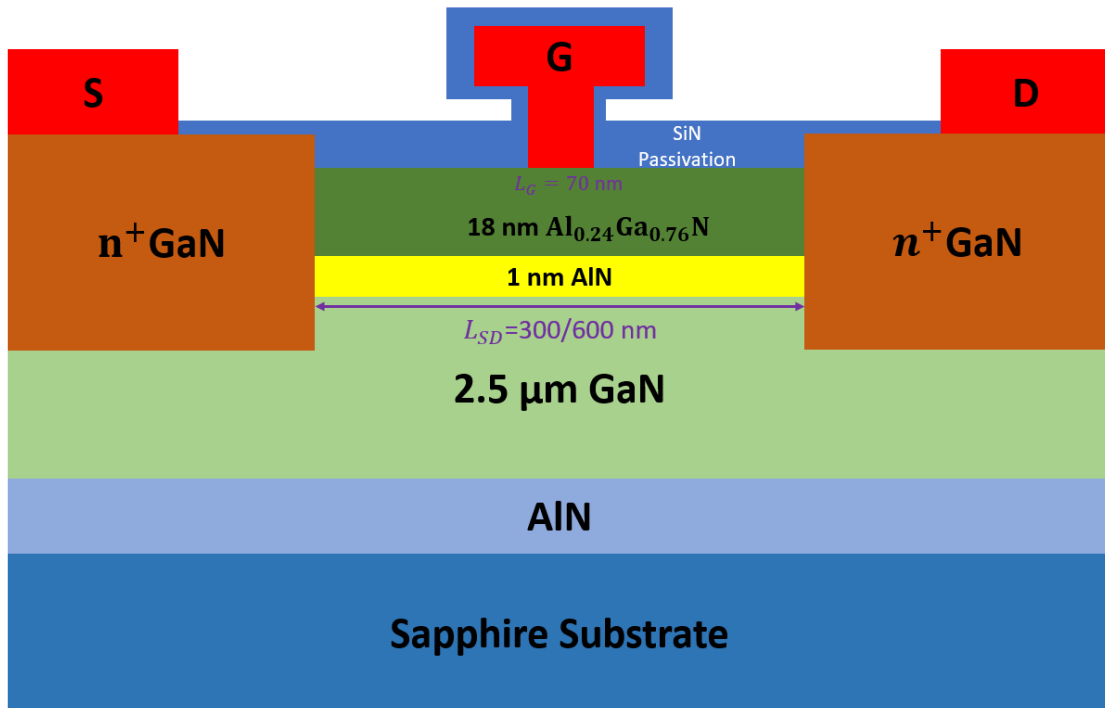 G
S
D
SiN
Passivation
L_G = 70 nm
18 nm Al₀.₂₄Ga₀.₇₆N
n⁺GaN
n⁺GaN
1 nm AlN
L_SD=300/600 nm
2.5 µm GaN
AlN
Sapphire Substrate